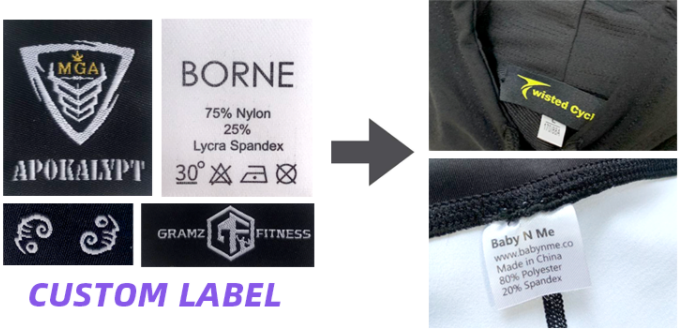 MGA
APOKALYPT
BORNE
75% Nylon
25%
Lycra Spandex
30°
GRAMZ
FITNESS
CUSTOM LABEL
wisted Cycl
Baby N Me
www.babynme.co
Made in China
80% Polyester
20% Spandex